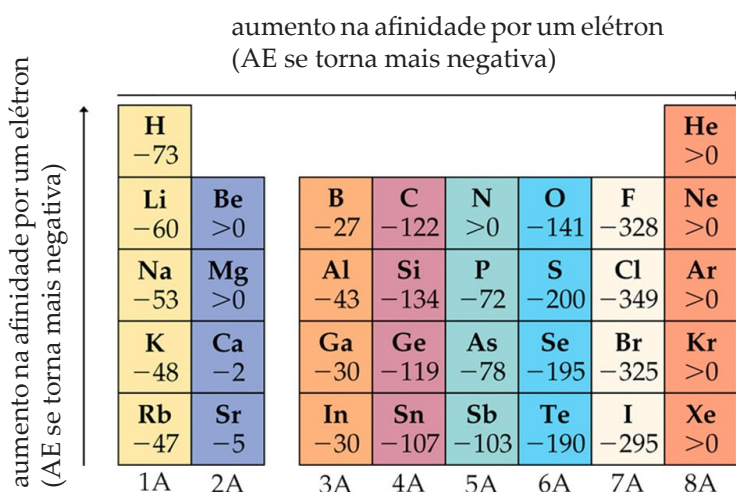 aumento na afinidade por um elétron
(AE se torna mais negativa)
aumento na afinidade por um elétron
(AE se torna mais negativa)
H He
−73 >0
Li Be B C N O F Ne
−60 >0 −27 −122 >0 −141 −328 >0
Na Mg Al Si P S Cl Ar
−53 >0 −43 −134 −72 −200 −349 >0
K Ca Ga Ge As Se Br Kr
−48 −2 −30 −119 −78 −195 −325 >0
Rb Sr In Sn Sb Te I Xe
−47 −5 −30 −107 −103 −190 −295 >0
1A 2A 3A 4A 5A 6A 7A 8A